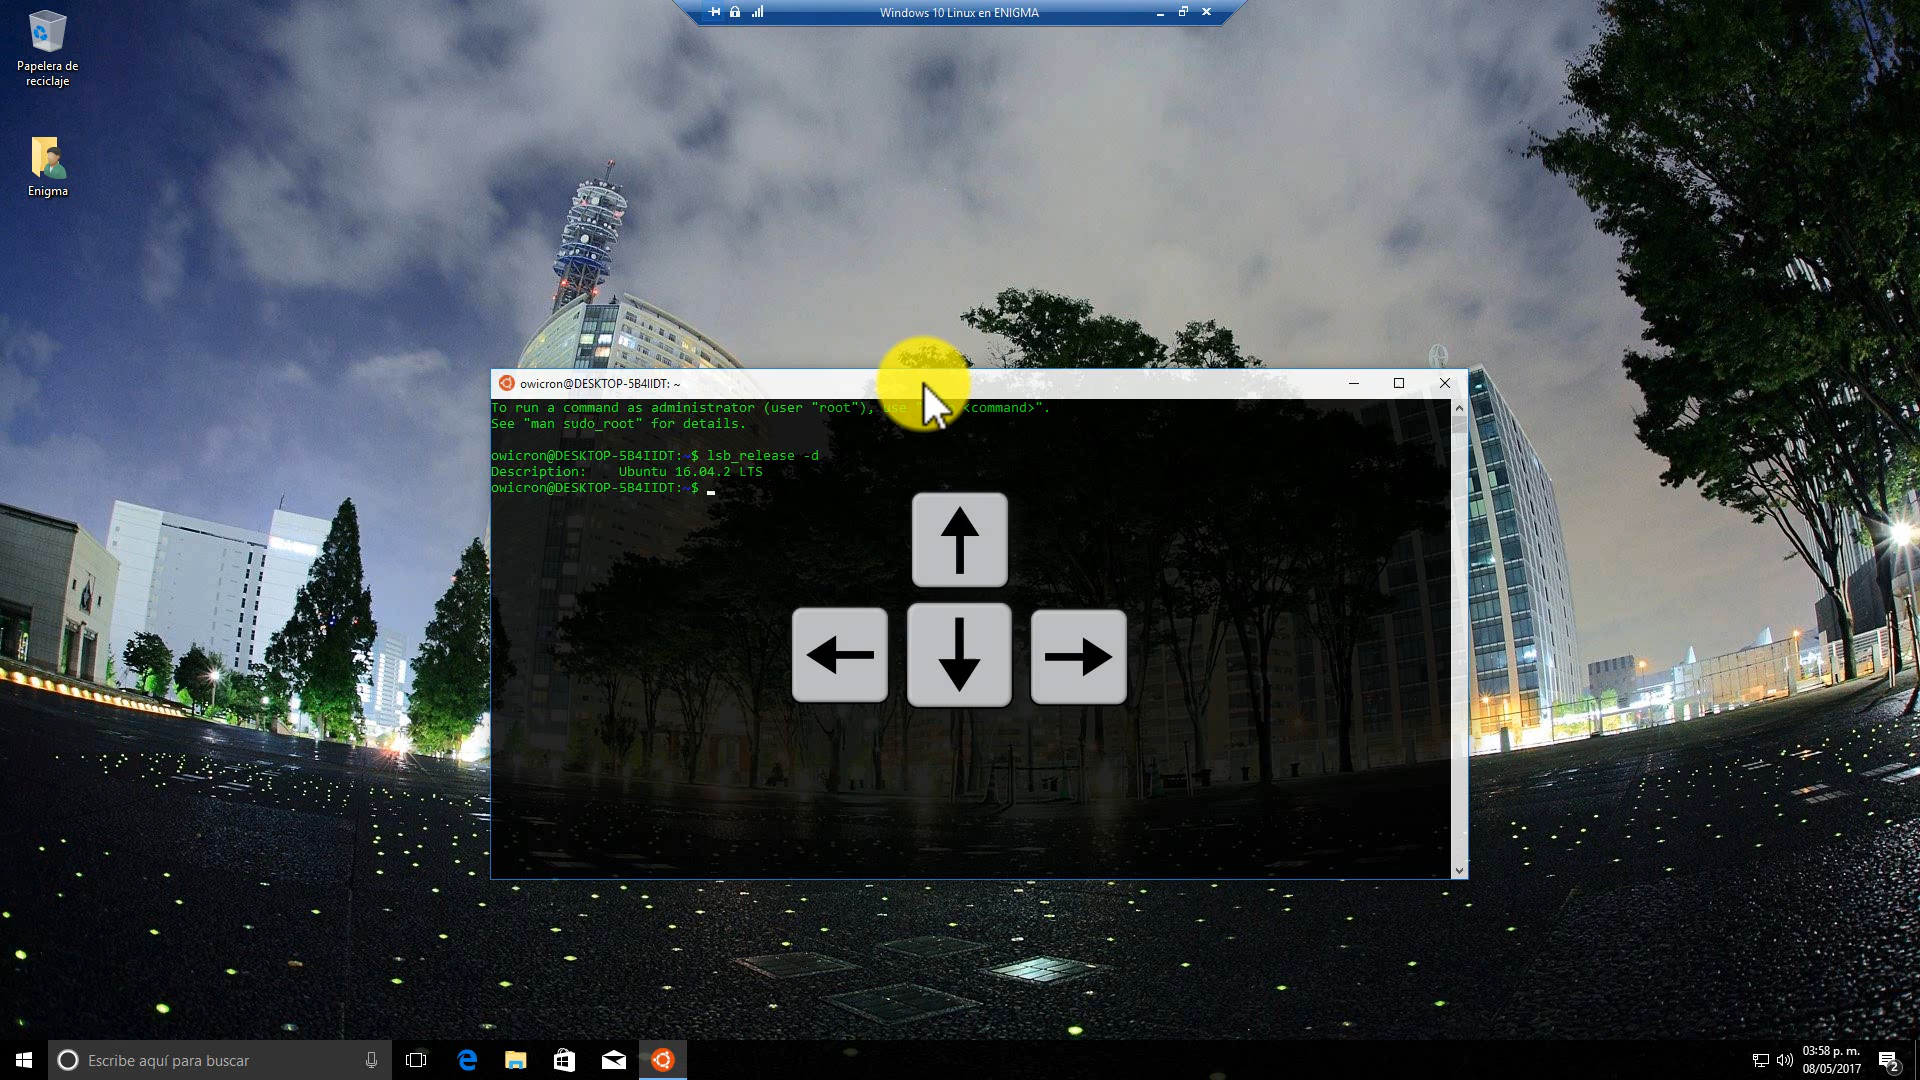 Windows 10 Linux en ENIGMA
Papelera de
reciclaje
Enigma
owicron@DESKTOP-5B4IIDT: ~
To run a command as administrator (user "root"), use " <command>".
See "man sudo_root" for details.
owicron@DESKTOP-5B4IIDT:~$ lsb_release -d
Description: Ubuntu 16.04.2 LTS
owicron@DESKTOP-5B4IIDT:~$
Escribe aquí para buscar
03:58 p. m.
08/05/2017
2